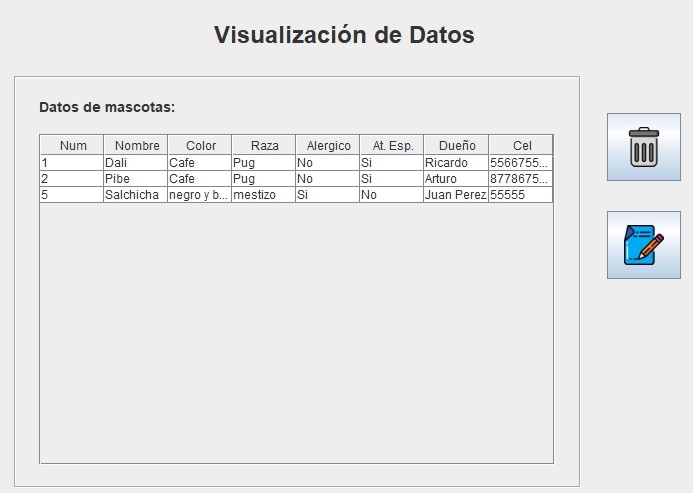 Visualización de Datos
Datos de mascotas:
Num Nombre Color Raza Alergico At. Esp. Dueño Cel
1 Dali Cafe Pug No Si Ricardo 5566755...
2 Pibe Cafe Pug No Si Arturo 8778675...
5 Salchicha negro y b... mestizo Si No Juan Perez 55555